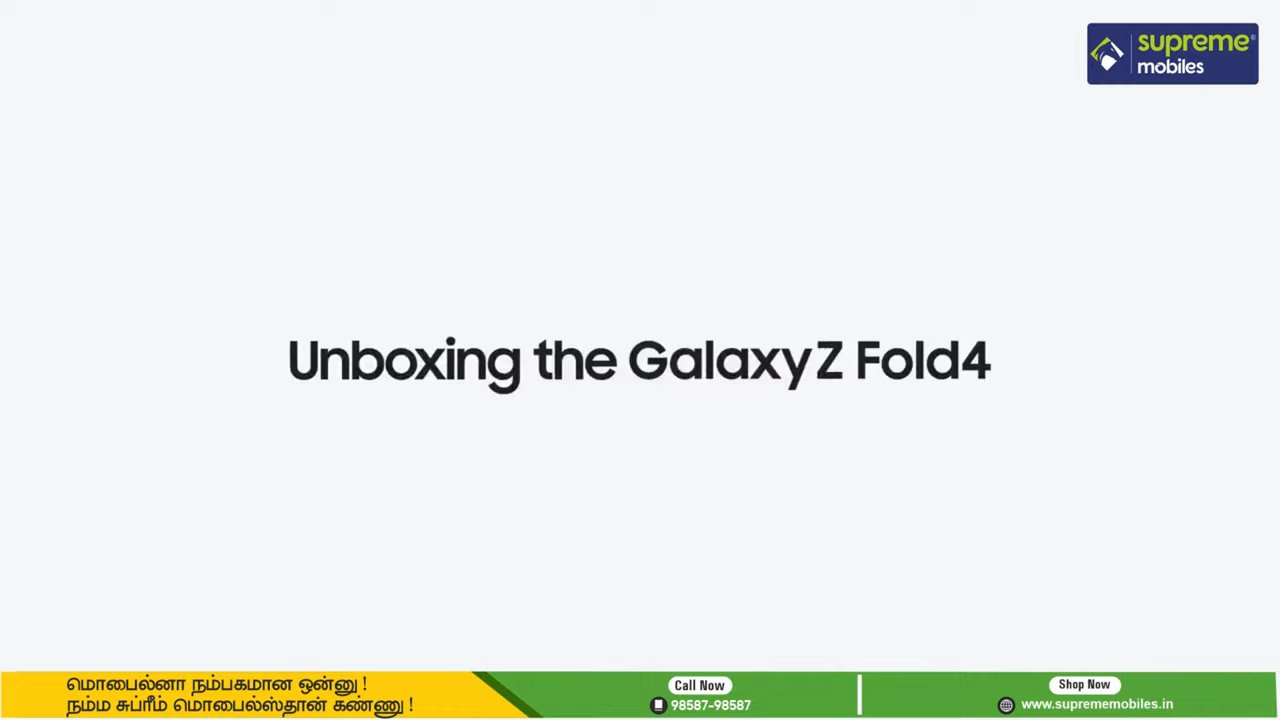 supreme
mobiles
Unboxing the Galaxy Z Fold4
மொபைல்னா நம்பகமான ஒன்னு !
நம்ம சுப்ரீம் மொபைல்ஸ்தான் கண்ணு !
Call Now
98587-98587
Shop Now
www.suprememobiles.in